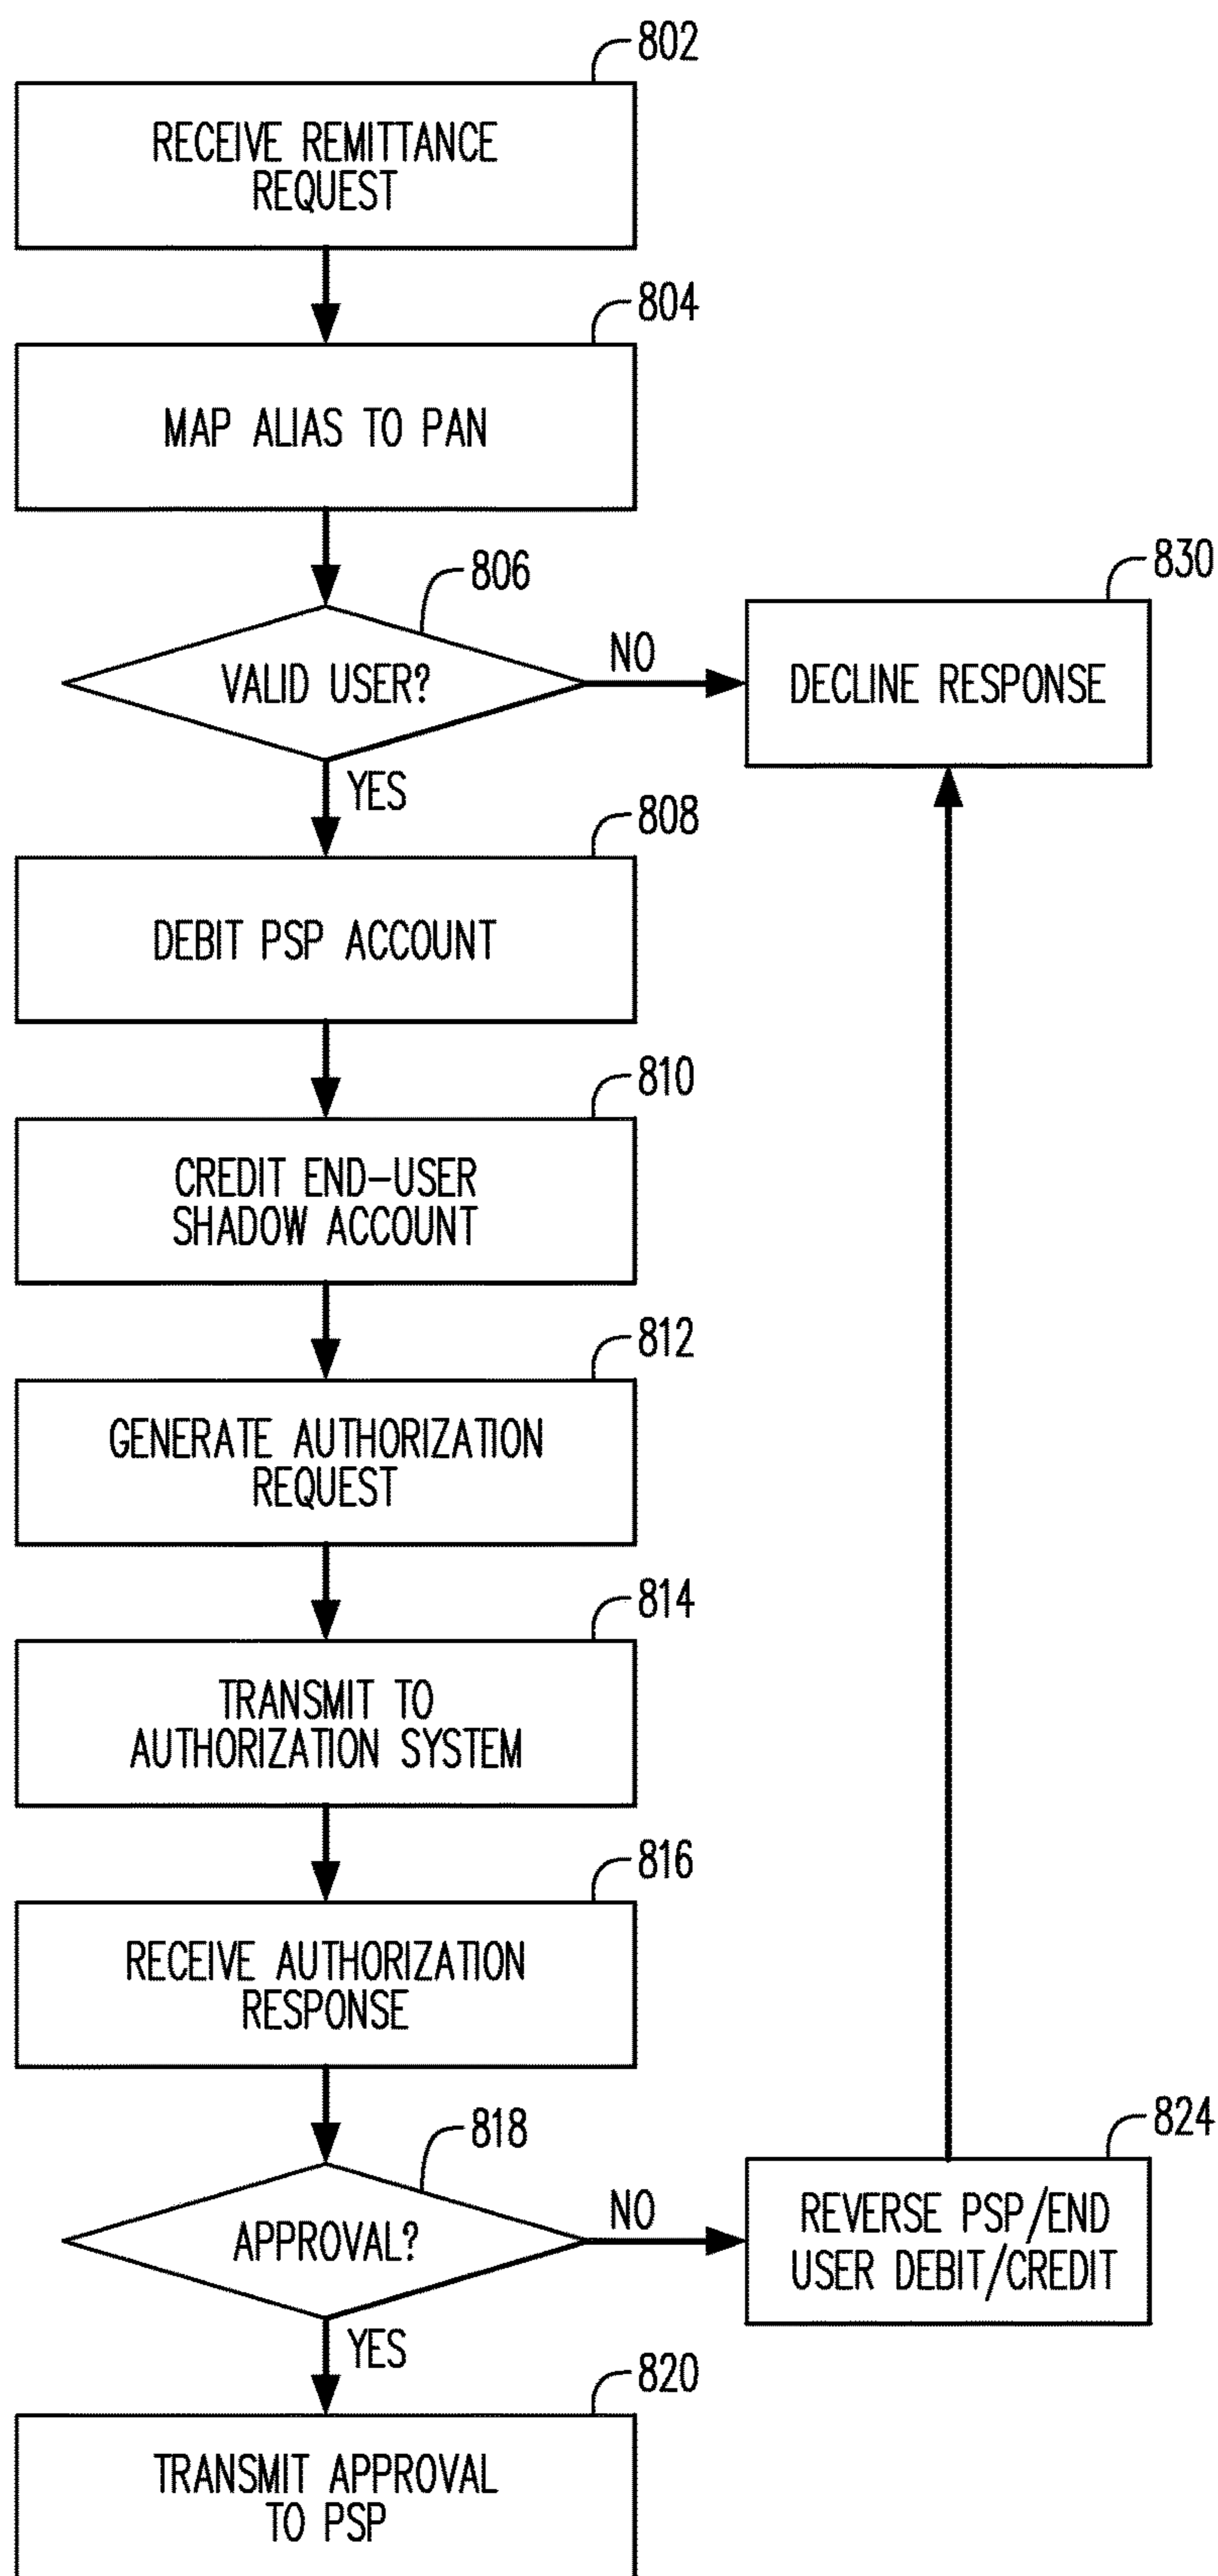 802
RECEIVE REMITTANCE
REQUEST
804
MAP ALIAS TO PAN
806
VALID USER?
NO
830
DECLINE RESPONSE
YES
808
DEBIT PSP ACCOUNT
810
CREDIT END-USER
SHADOW ACCOUNT
812
GENERATE AUTHORIZATION
REQUEST
814
TRANSMIT TO
AUTHORIZATION SYSTEM
816
RECEIVE AUTHORIZATION
RESPONSE
818
APPROVAL?
NO
824
REVERSE PSP/END
USER DEBIT/CREDIT
YES
820
TRANSMIT APPROVAL
TO PSP